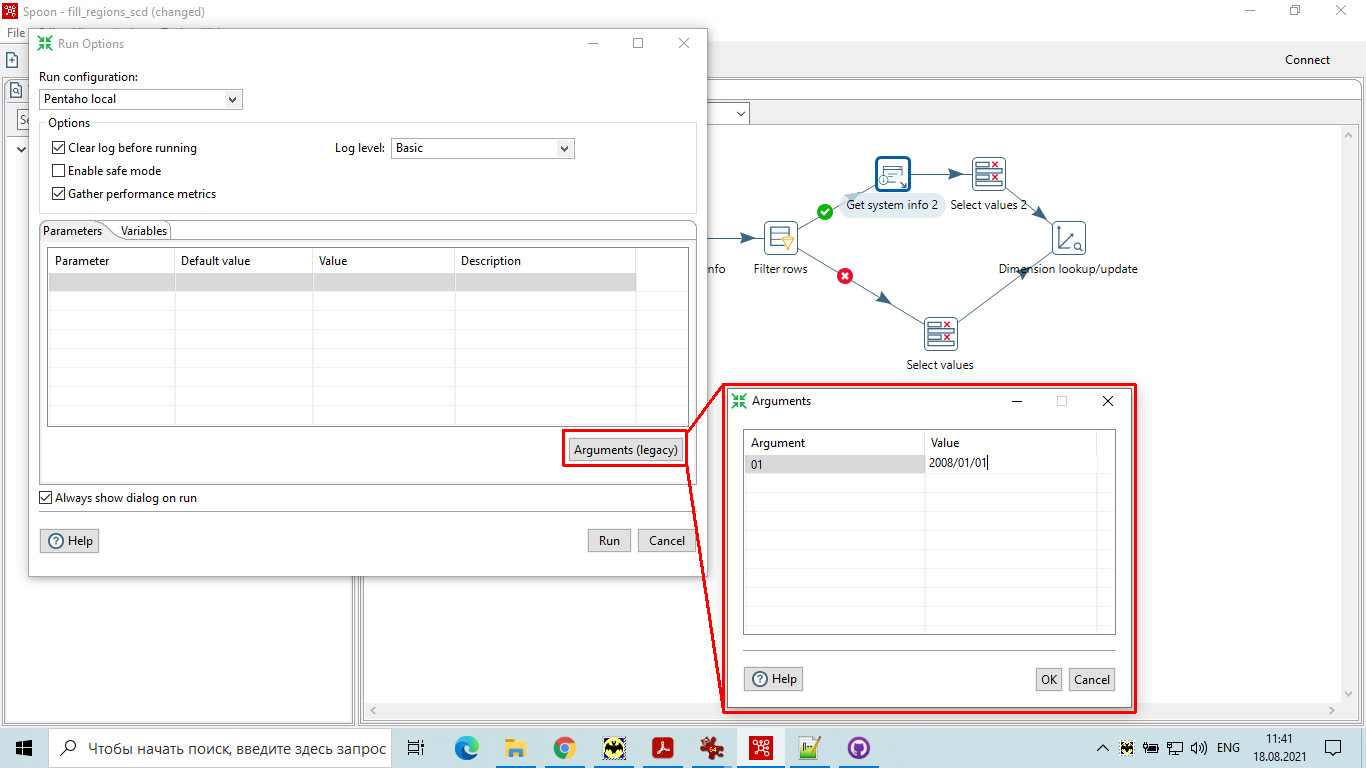 Spoon - fill_regions_scd (changed)
File
Run Options
Connect
Run configuration:
Pentaho local
Options
Clear log before running
Log level:
Basic
Enable safe mode
Gather performance metrics
Parameters
Variables
Parameter
Default value
Value
Description
Arguments (legacy)
Always show dialog on run
Help
Run
Cancel
Get system info 2
Select values 2
nfo
Filter rows
Dimension lookup/update
Select values
Arguments
Argument
Value
01
2008/01/01
Help
OK
Cancel
Чтобы начать поиск, введите здесь запрос
ENG
11:41
18.08.2021